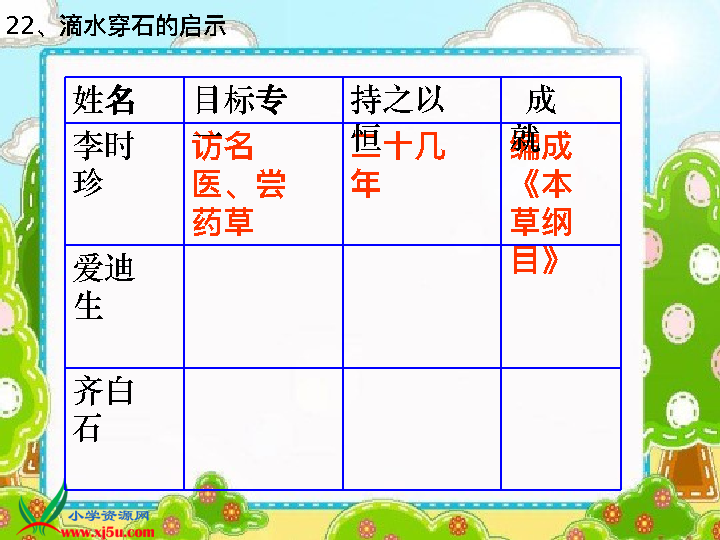 22、滴水穿石的启示
姓名
目标专
持之以
恒
成
就
李时
珍
访名
医、尝
药草
十几
年
编成
《本
草纲
目》
爱迪
生
齐白
石
小学资源网
www.xj5u.com